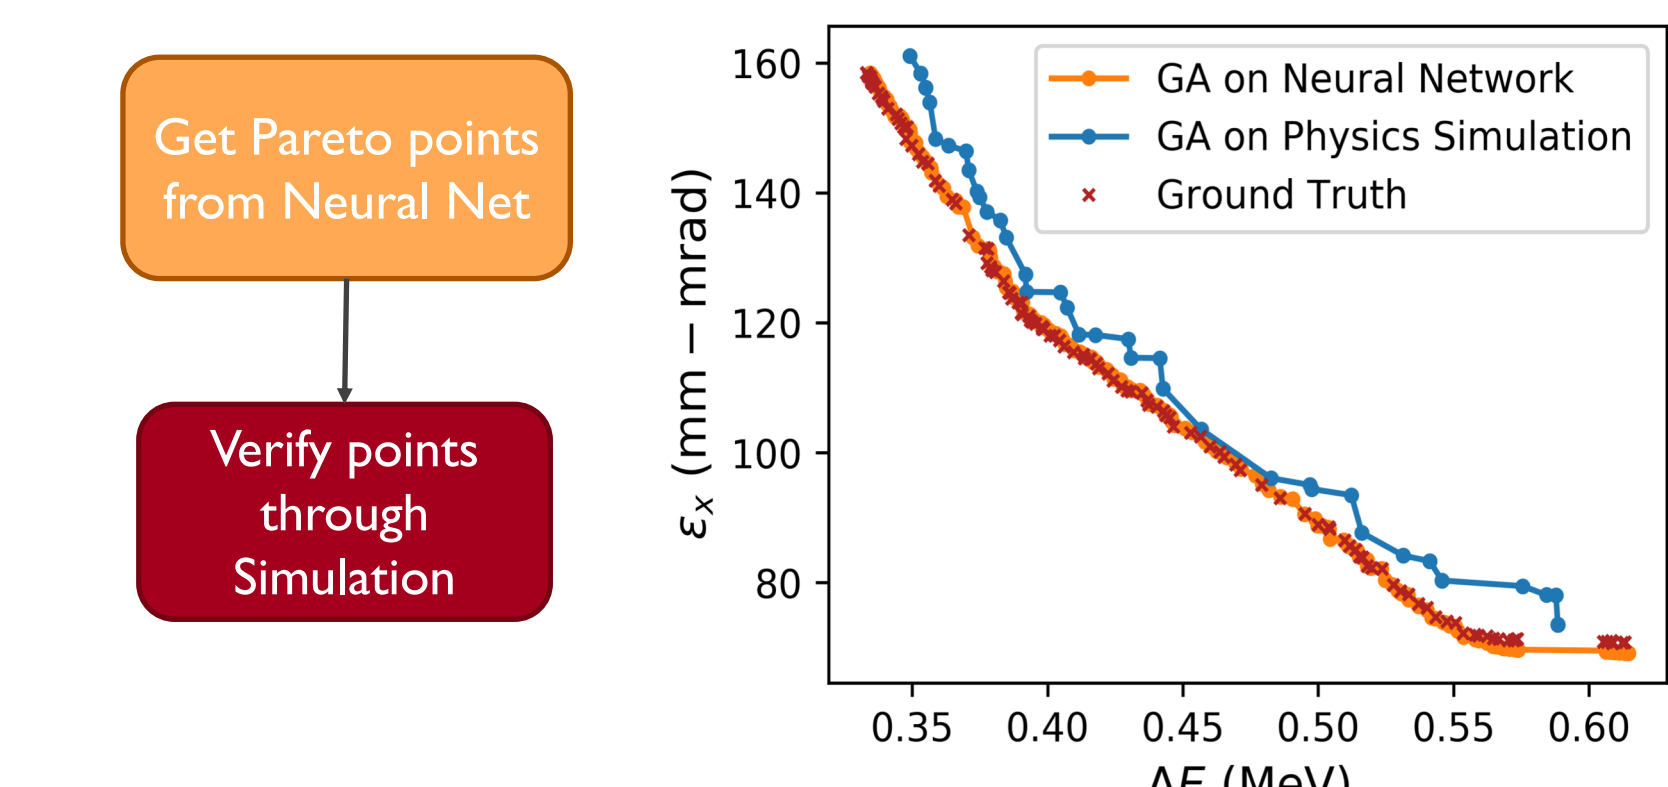 Get Pareto points
from Neural Net
Verify points
through
Simulation
GA on Neural Network
GA on Physics Simulation
Ground Truth
εx (mm − mrad)
160
140
120
100
80
0.35 0.40 0.45 0.50 0.55 0.60
ΔE (MeV)